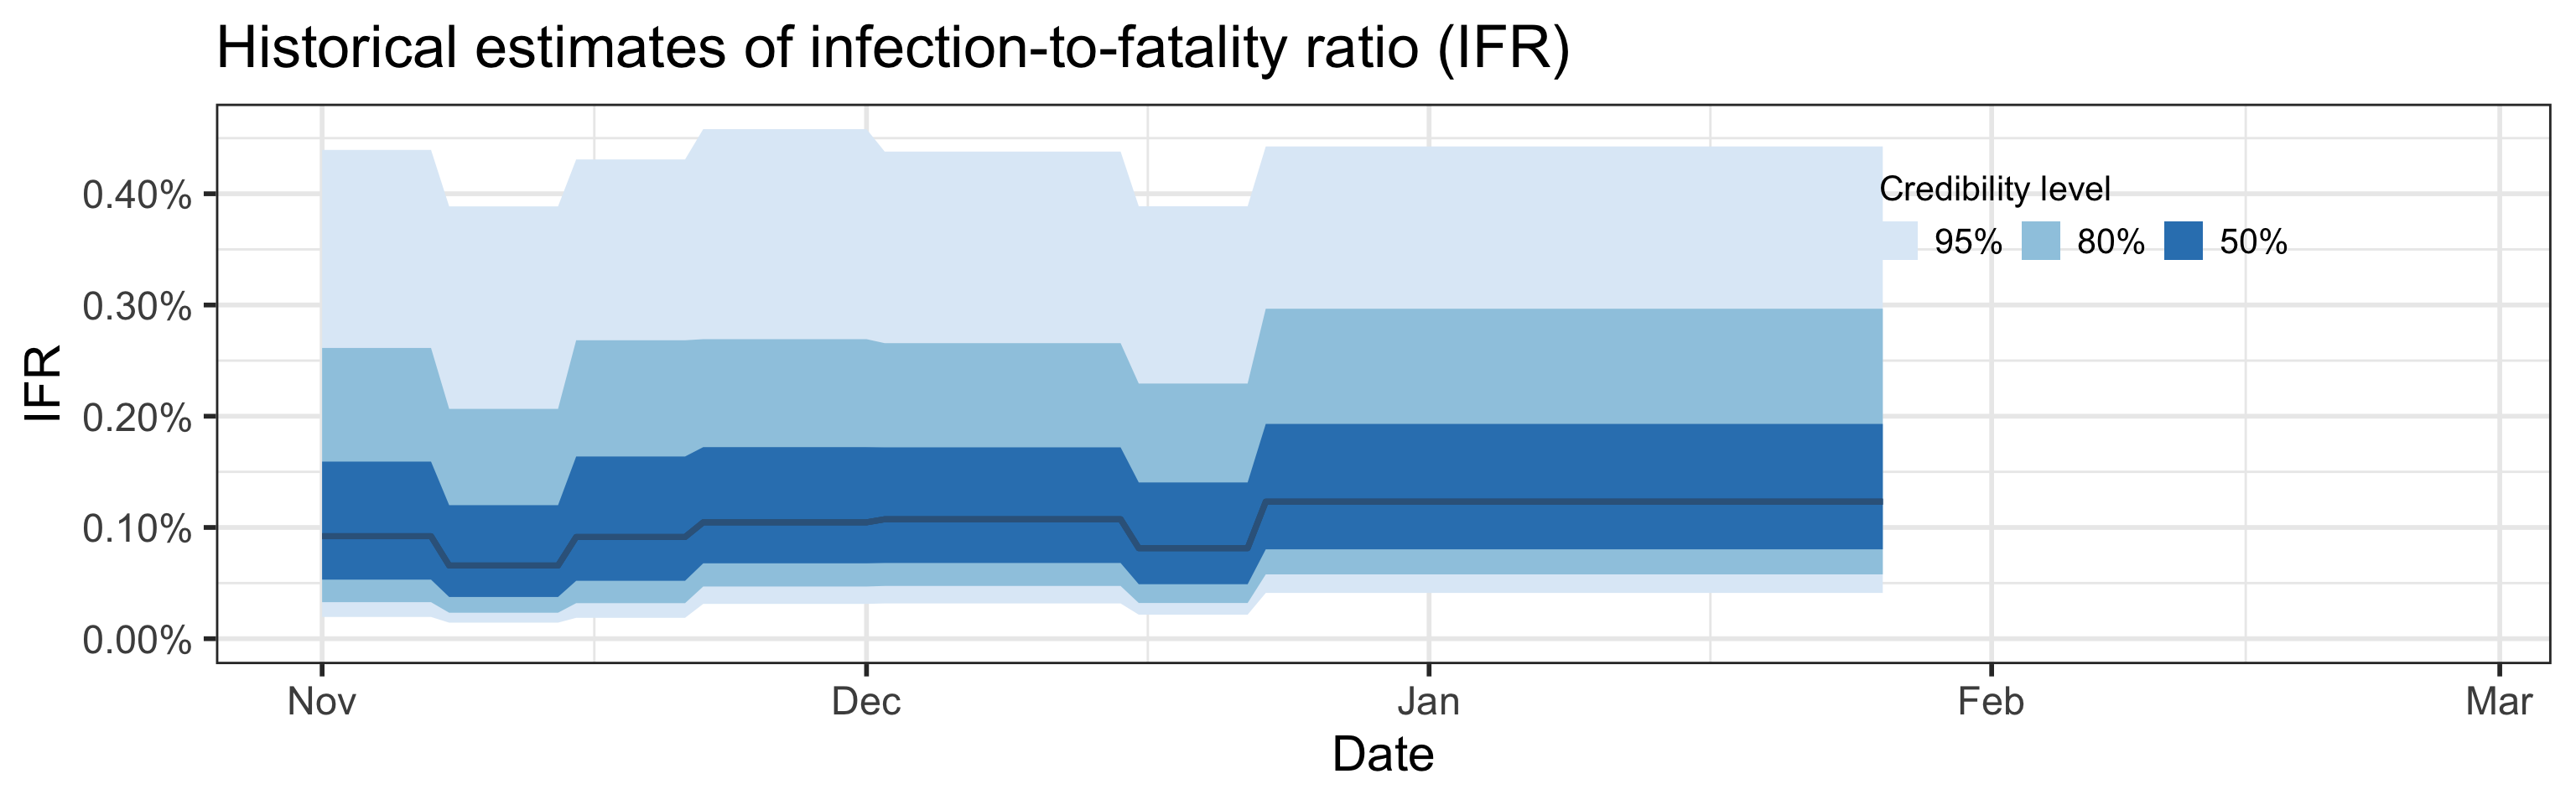 Historical estimates of infection-to-fatality ratio (IFR)
IFR
0.40%
0.30%
0.20%
0.10%
0.00%
Credibility level
95% 80% 50%
Nov Dec Jan Feb Mar
Date